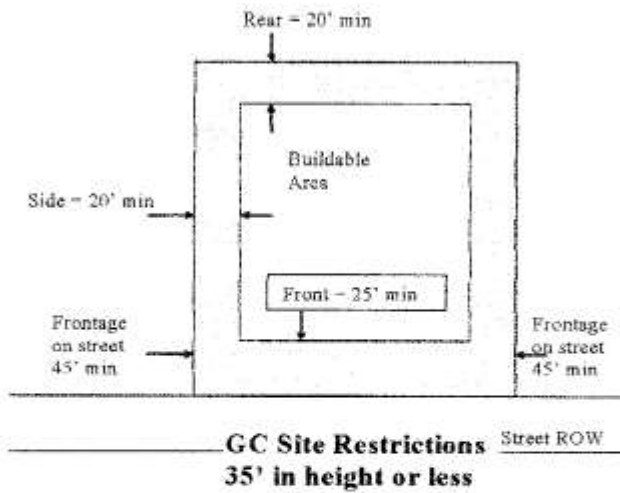 Rear = 20' min
Buildable
Area
Side = 20' min
Front = 25' min
Frontage
on street
45' min
Frontage
on street
45' min
GC Site Restrictions
Street ROW
35' in height or less